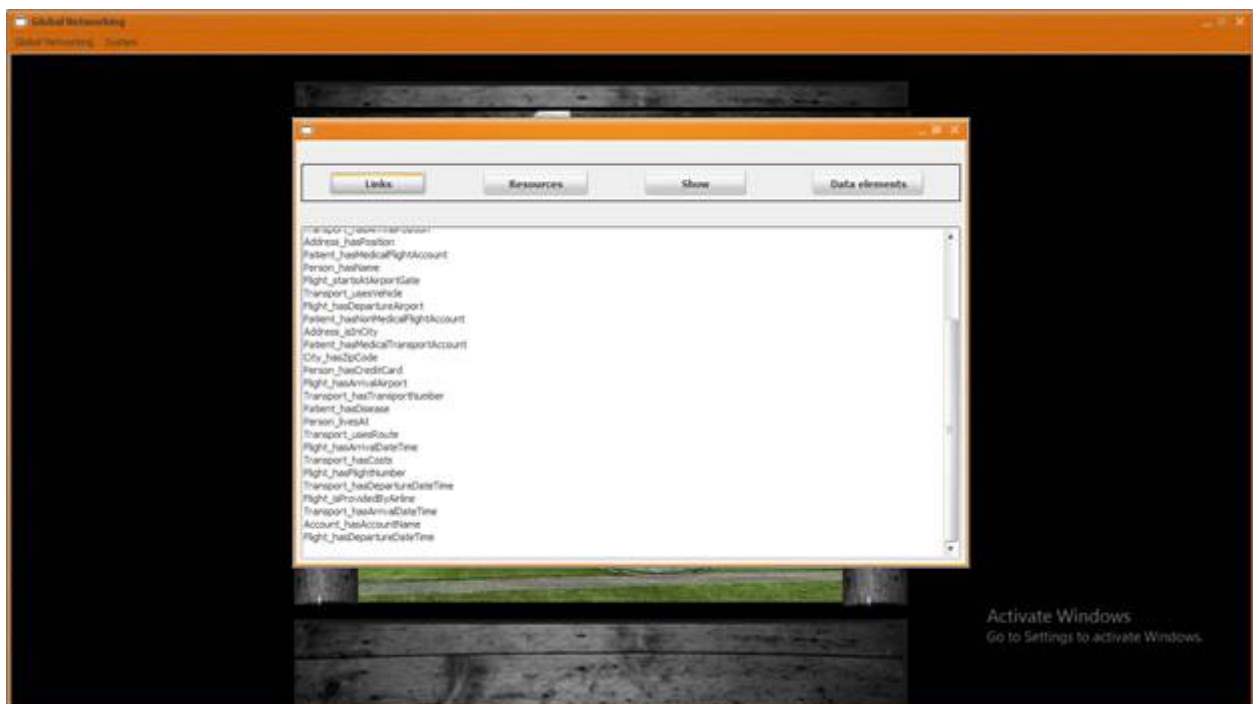 Global Networking
Global Networking System
Links Resources Show Data elements
Transport_hasArrivalPosition
Address_hasPosition
Patient_hasMedicalFlightAccount
Person_hasName
Flight_startsAtAirportGate
Transport_usesVehicle
Flight_hasDepartureAirport
Patient_hasNonMedicalFlightAccount
Address_isInCity
Patient_hasMedicalTransportAccount
City_hasZipCode
Person_hasCreditCard
Flight_hasArrivalAirport
Transport_hasTransportNumber
Patient_hasDisease
Person_livesAt
Transport_usesRoute
Flight_hasArrivalDateTime
Transport_hasCosts
Flight_hasFlightNumber
Transport_hasDepartureDateTime
Flight_isProvidedByAirline
Transport_hasArrivalDateTime
Account_hasAccountName
Flight_hasDepartureDateTime
Activate Windows
Go to Settings to activate Windows.